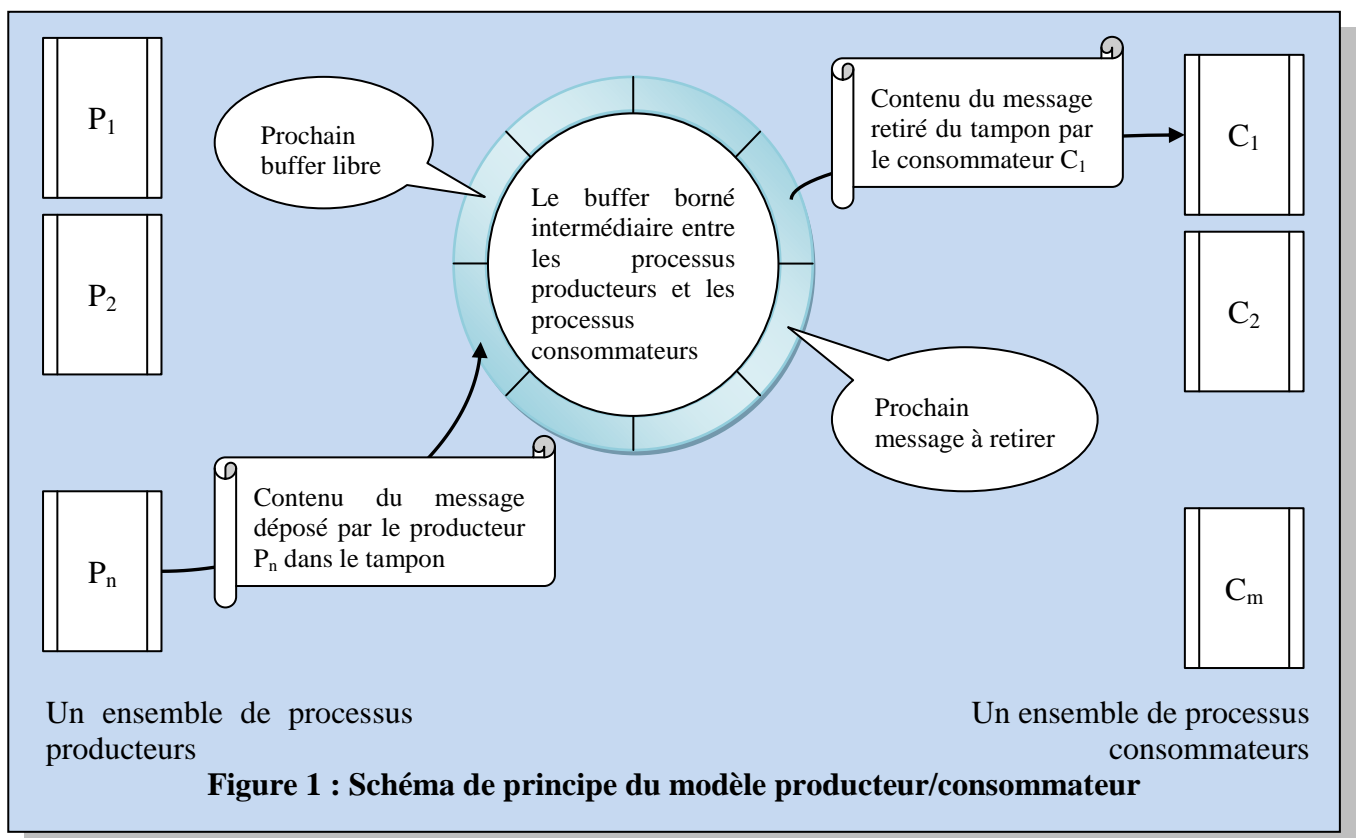 P₁
Prochain
buffer libre
Contenu du message
retiré du tampon par
le consommateur C₁
C₁
P₂
Le buffer borné
intermédiaire entre
les processus
producteurs et les
processus
consommateurs
C₂
Prochain
message à retirer
Pₙ
Contenu du message
déposé par le producteur
Pₙ dans le tampon
Cₘ
Un ensemble de processus
producteurs
Un ensemble de processus
consommateurs
Figure 1 : Schéma de principe du modèle producteur/consommateur